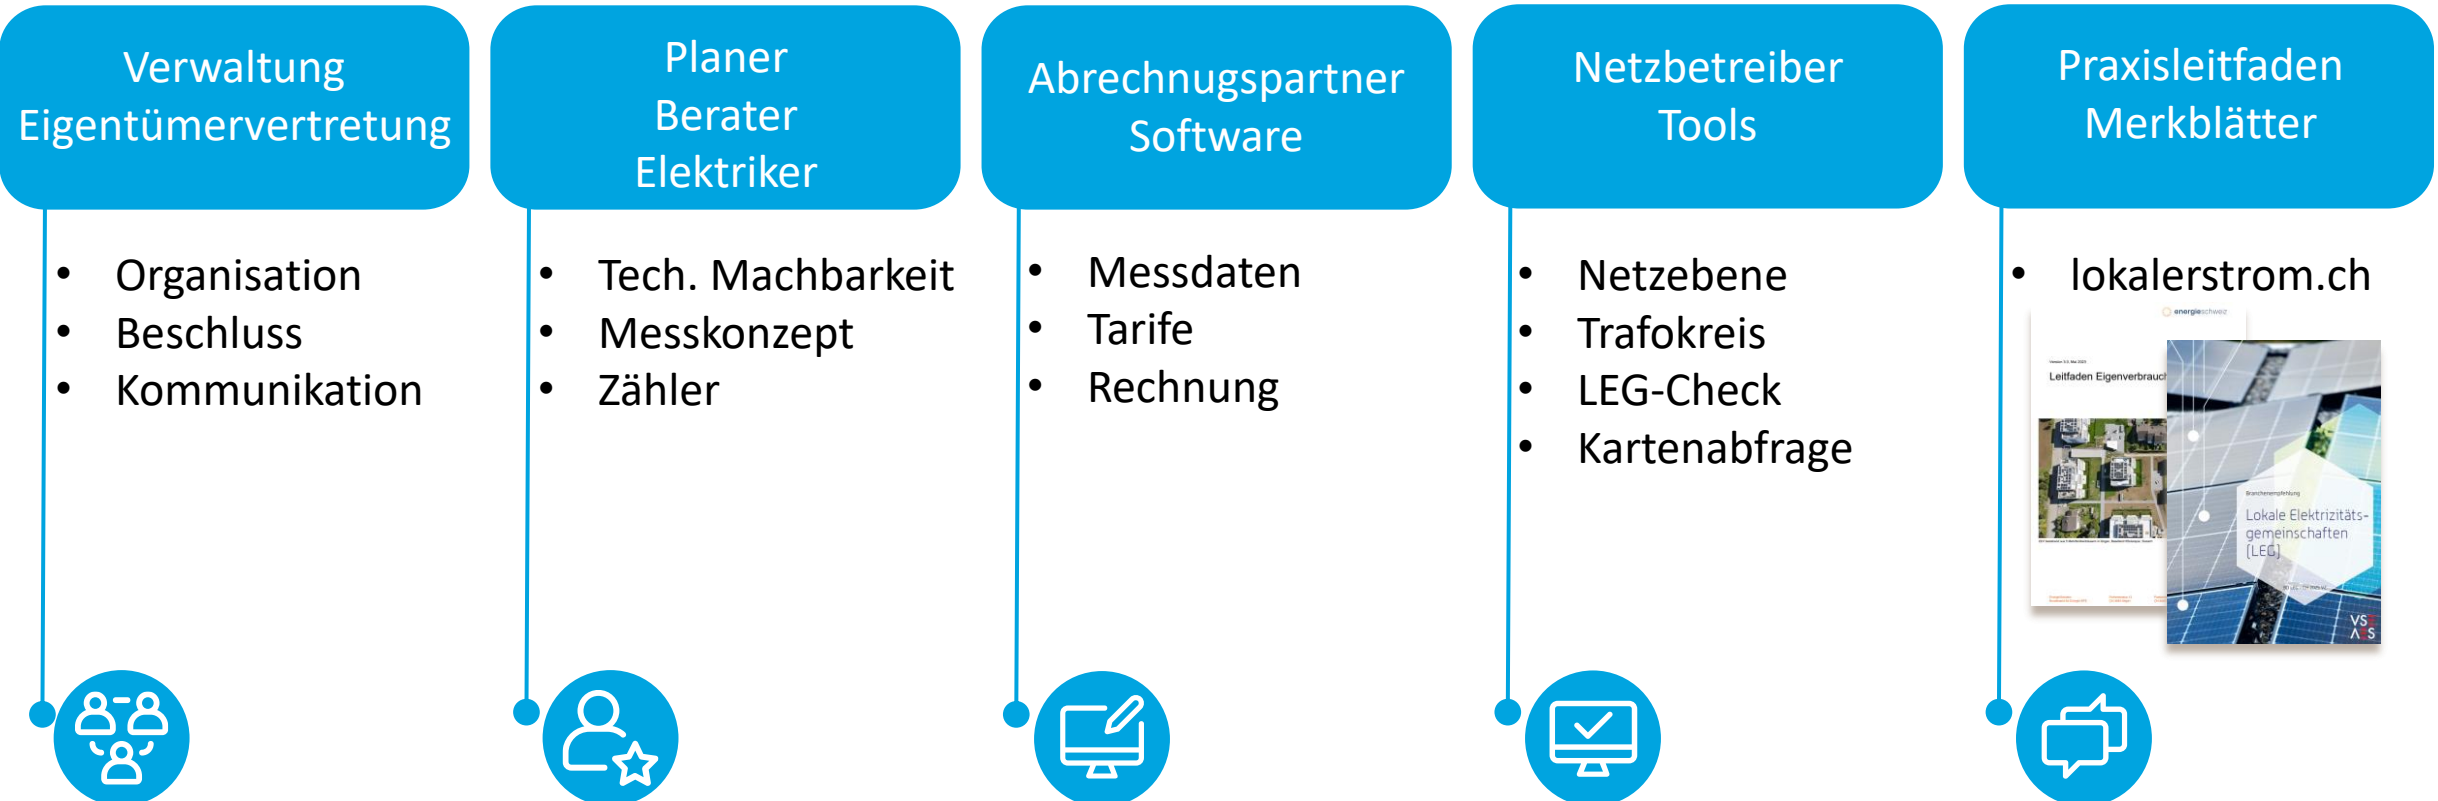 Verwaltung
Eigentümervertretung
Planer
Berater
Elektriker
Abrechnugspartner
Software
Netzbetreiber
Tools
Praxisleitfaden
Merkblätter
• Organisation
• Beschluss
• Kommunikation
• Tech. Machbarkeit
• Messkonzept
• Zähler
• Messdaten
• Tarife
• Rechnung
• Netzebene
• Trafokreis
• LEG-Check
• Kartenabfrage
• lokalerstrom.ch
energieschweiz
Leitfaden Eigenverbrauch
Branchenempfehlung
Lokale Elektrizitäts-
gemeinschaften
(LEG)